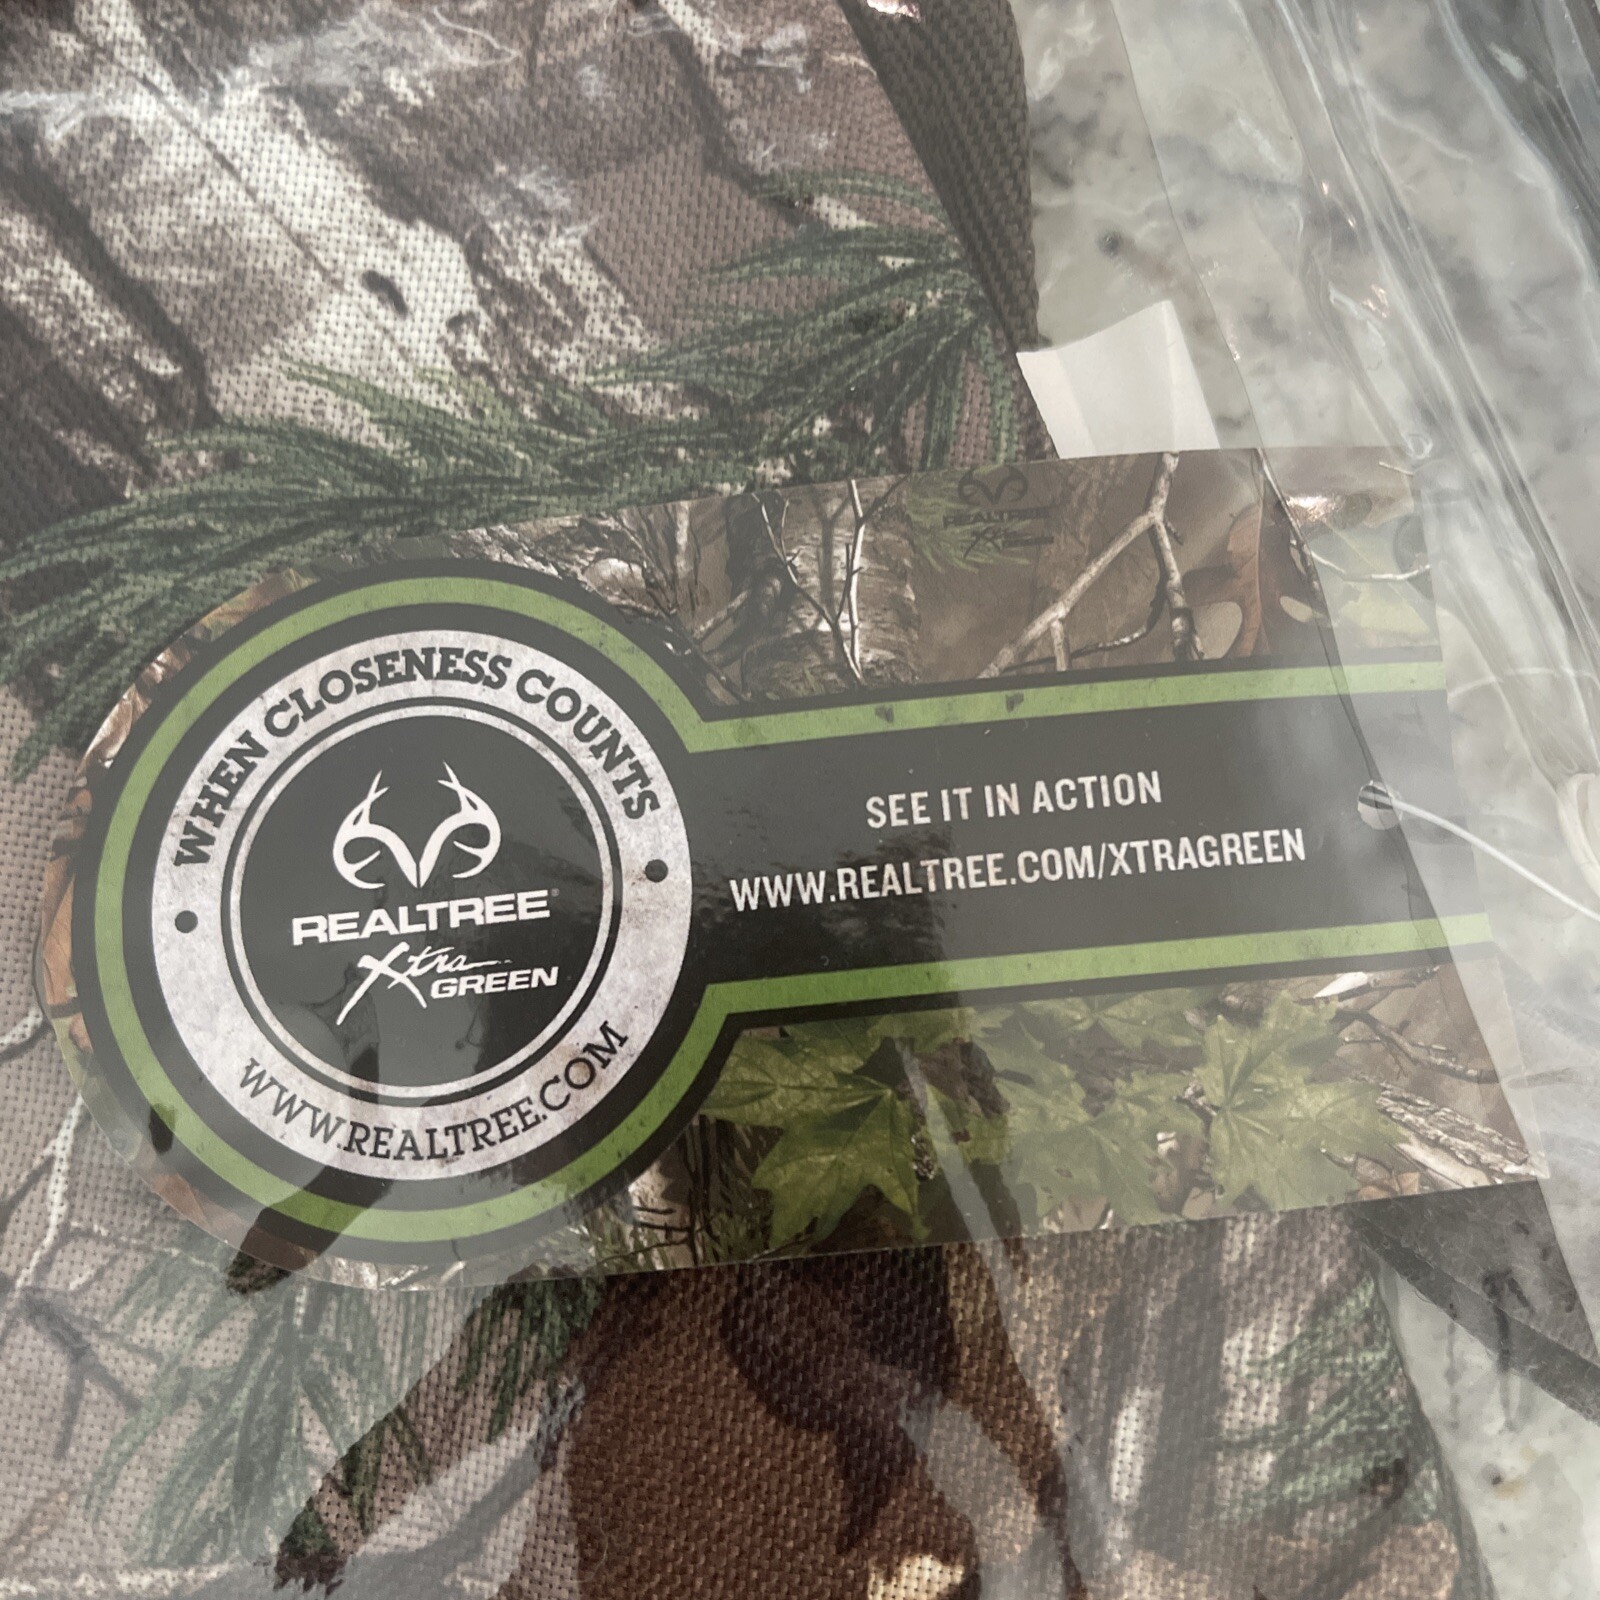 WHEN CLOSENESS COUNTS
REALTREE®
Xtra
GREEN
WWW.REALTREE.COM
SEE IT IN ACTION
WWW.REALTREE.COM/XTRAGREEN